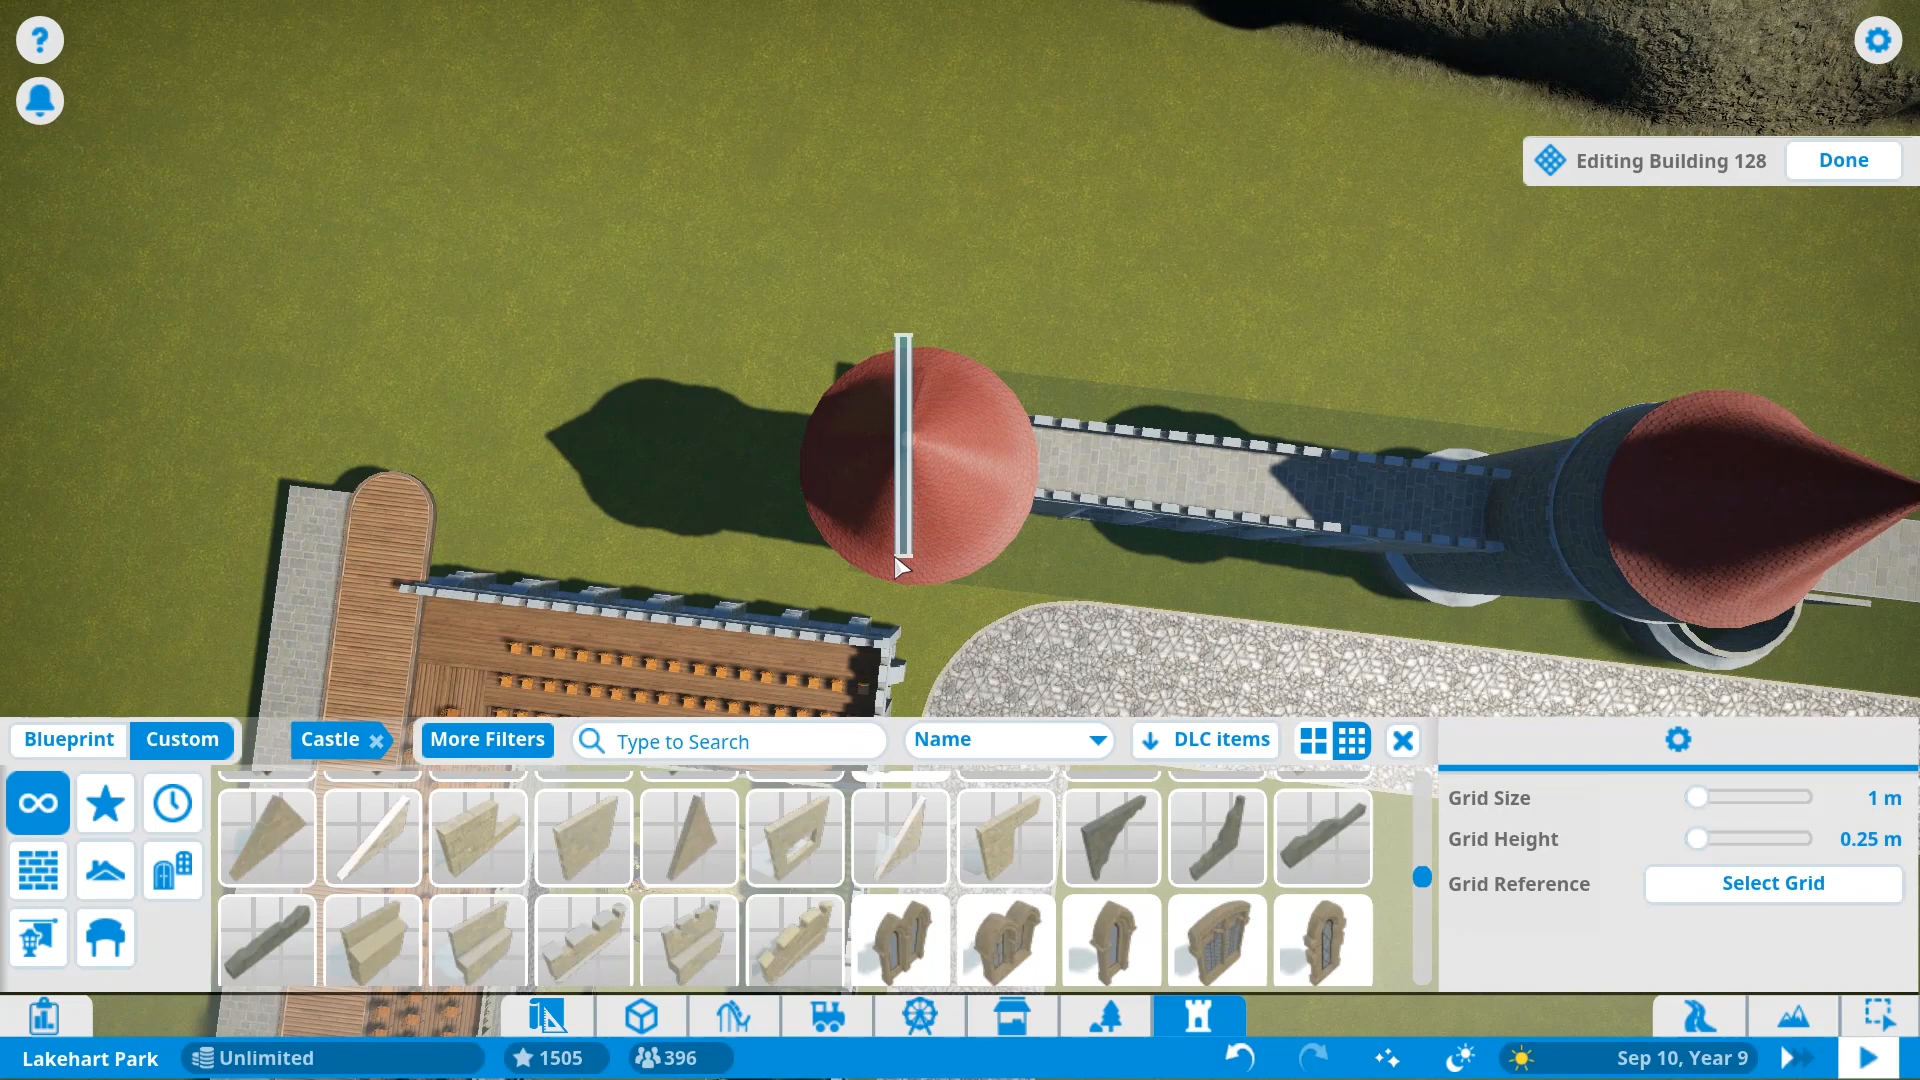 ?
Editing Building 128 Done
Blueprint Custom Castle More Filters Type to Search Name DLC items
Grid Size 1 m
Grid Height 0.25 m
Grid Reference Select Grid
Lakehart Park Unlimited 1505 396 Sep 10, Year 9